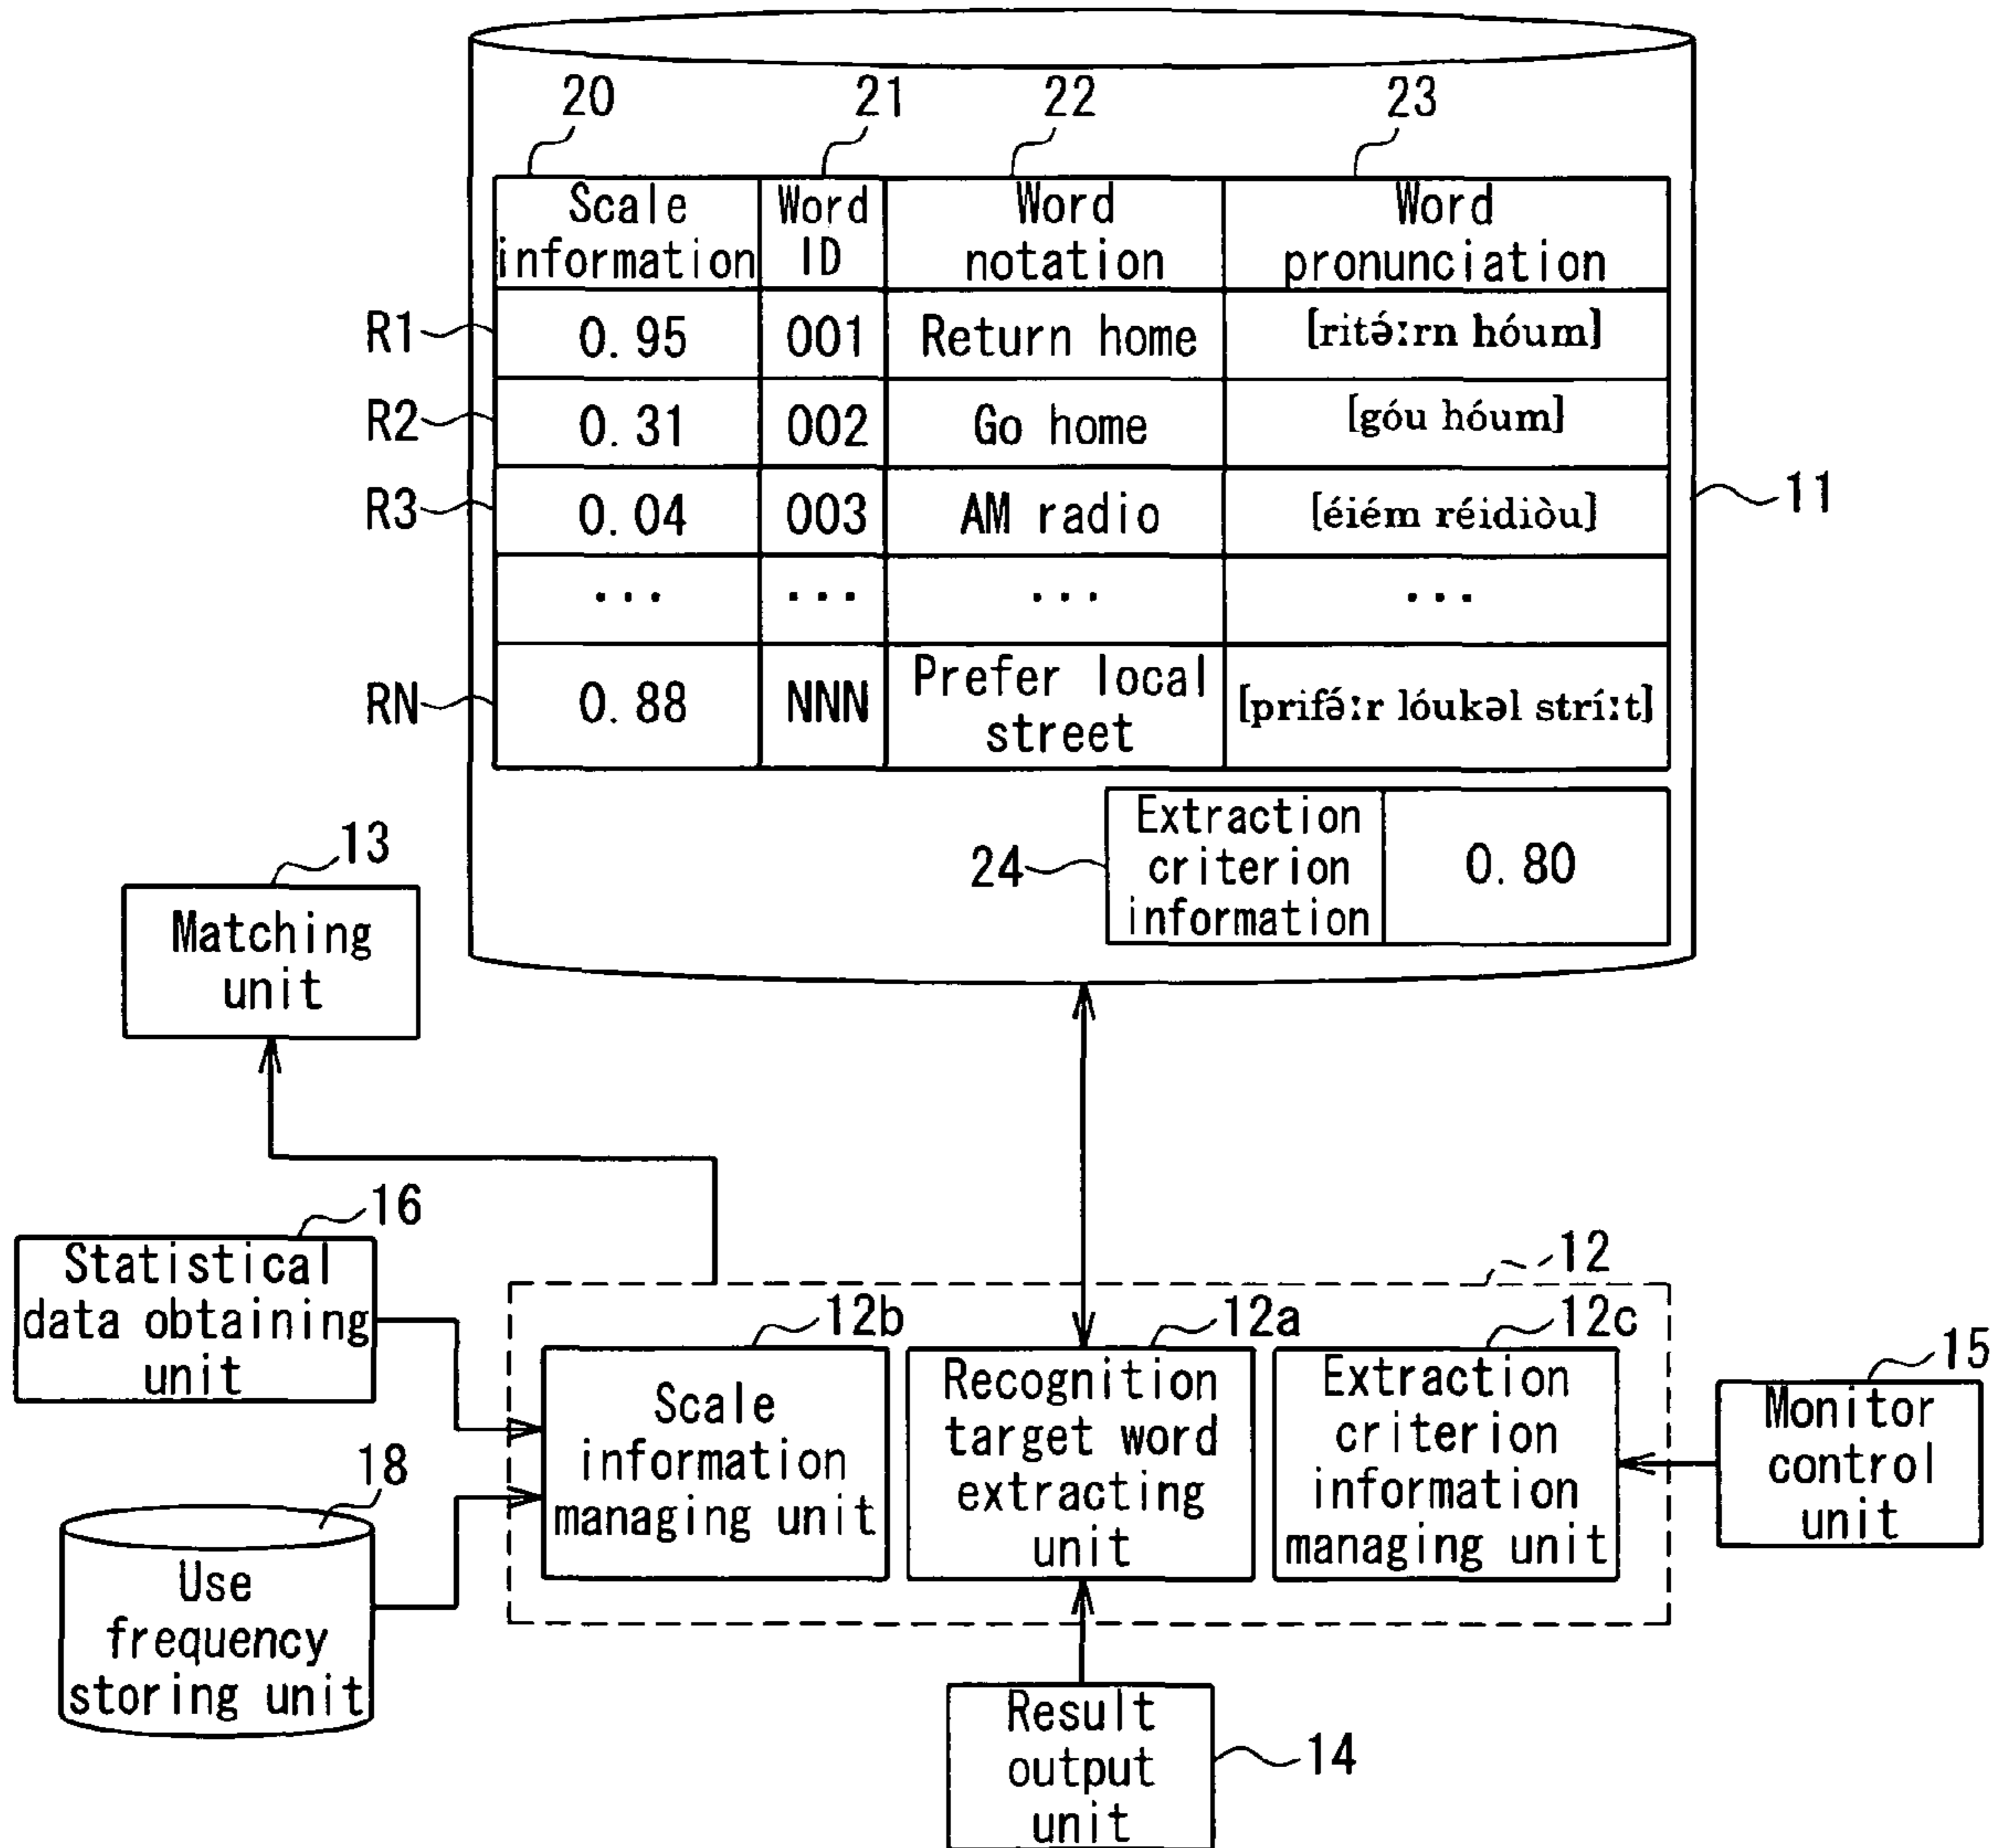 20 21 22 23
Scale information Word ID Word notation Word pronunciation
R1 0.95 001 Return home [ritə́ːrn hóum]
R2 0.31 002 Go home [góu hóum]
R3 0.04 003 AM radio [éiém réidiòu]
... ... ... ...
RN 0.88 NNN Prefer local street [prifə́ːr lóukəl stríːt]
11
24 Extraction criterion information 0.80
13
Matching
unit
16
Statistical
data obtaining
unit
18
Use
frequency
storing unit
12
12b
Scale
information
managing unit
12a
Recognition
target word
extracting
unit
12c
Extraction
criterion
information
managing unit
15
Monitor
control
unit
Result
output
unit
14